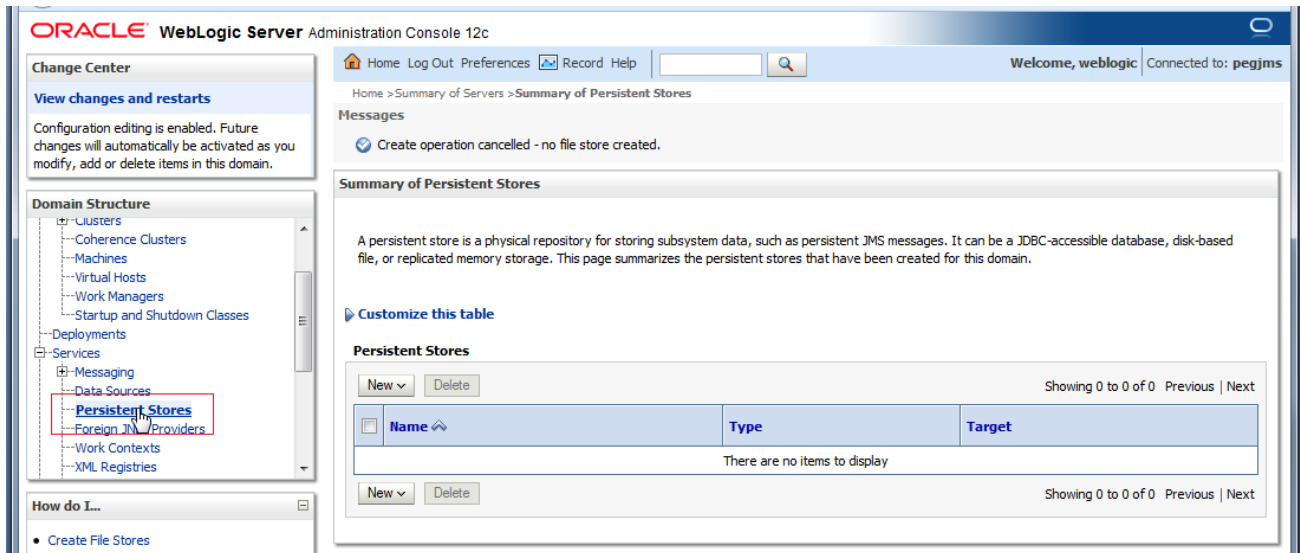 ORACLE WebLogic Server Administration Console 12c
Change Center
View changes and restarts
Configuration editing is enabled. Future
changes will automatically be activated as you
modify, add or delete items in this domain.
Domain Structure
Clusters
Coherence Clusters
Machines
Virtual Hosts
Work Managers
Startup and Shutdown Classes
Deployments
Services
Messaging
Data Sources
Persistent Stores
Foreign JMS Providers
Work Contexts
XML Registries
How do I...
Create File Stores
Home Log Out Preferences Record Help
Welcome, weblogic Connected to: pegjms
Home >Summary of Servers >Summary of Persistent Stores
Messages
Create operation cancelled - no file store created.
Summary of Persistent Stores
A persistent store is a physical repository for storing subsystem data, such as persistent JMS messages. It can be a JDBC-accessible database, disk-based
file, or replicated memory storage. This page summarizes the persistent stores that have been created for this domain.
Customize this table
Persistent Stores
New Delete Showing 0 to 0 of 0 Previous | Next
Name Type Target
There are no items to display
New Delete Showing 0 to 0 of 0 Previous | Next